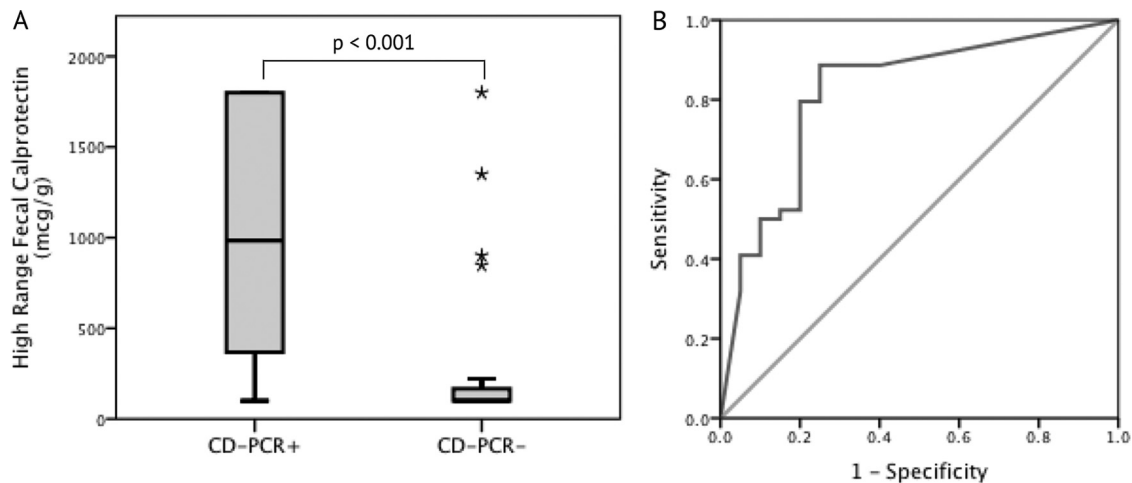 A
p < 0.001
High Range Fecal Calprotectin
(mcg/g)
2000
1500
1000
500
0
CD-PCR+
CD-PCR-
B
Sensitivity
1.0
0.8
0.6
0.4
0.2
0.0
0.0
0.2
0.4
0.6
0.8
1.0
1 - Specificity